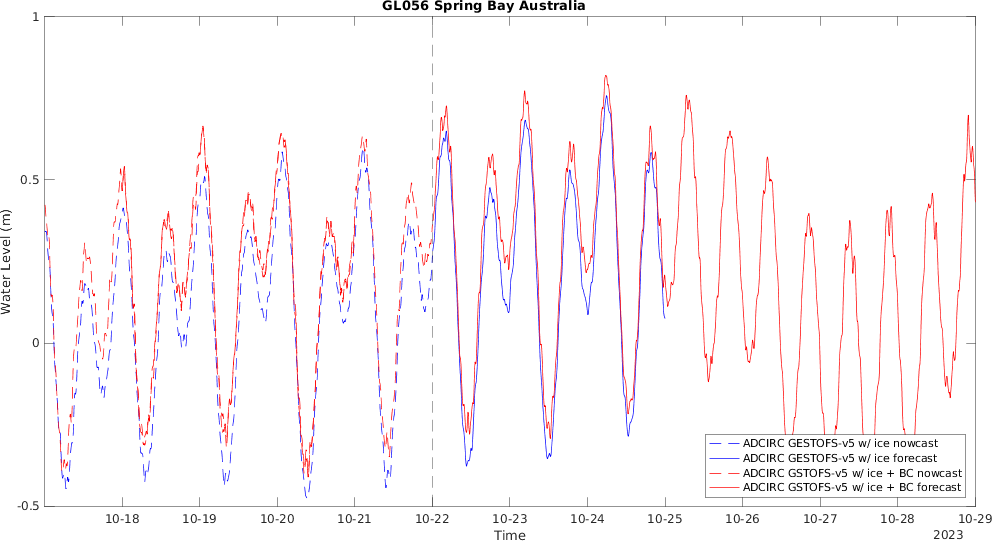 GL056 Spring Bay Australia
1
0.5
0
-0.5
Water Level (m)
10-18 10-19 10-20 10-21 10-22 10-23 10-24 10-25 10-26 10-27 10-28 10-29
Time
2023
ADCIRC GESTOFS-v5 w/ ice nowcast
ADCIRC GESTOFS-v5 w/ ice forecast
ADCIRC GSTOFS-v5 w/ ice + BC nowcast
ADCIRC GSTOFS-v5 w/ ice + BC forecast